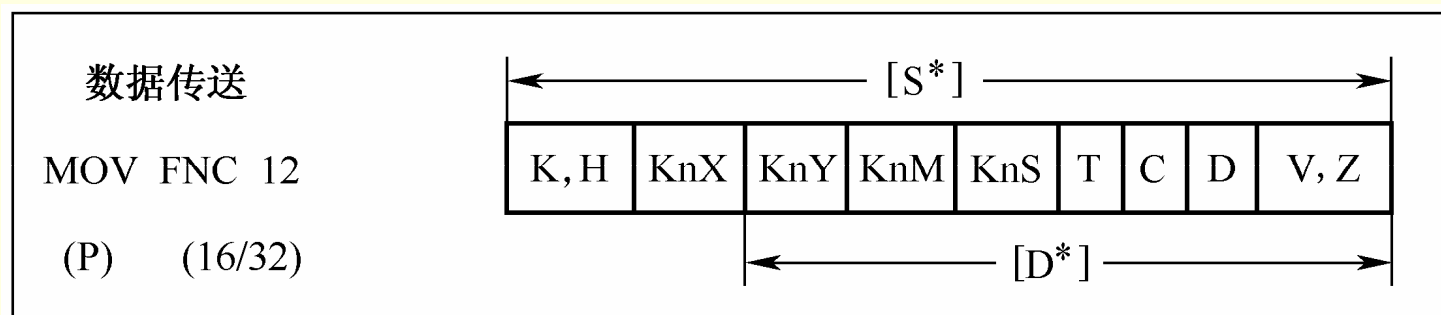 数据传送
[S*]
MOV FNC 12
K,H KnX KnY KnM KnS T C D V,Z
(P) (16/32)
[D*]